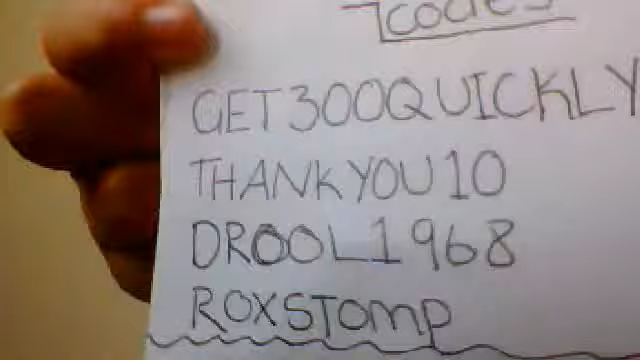 codes
GET300QUICKLY
THANKYOU10
DROOL1968
ROXSTOmp